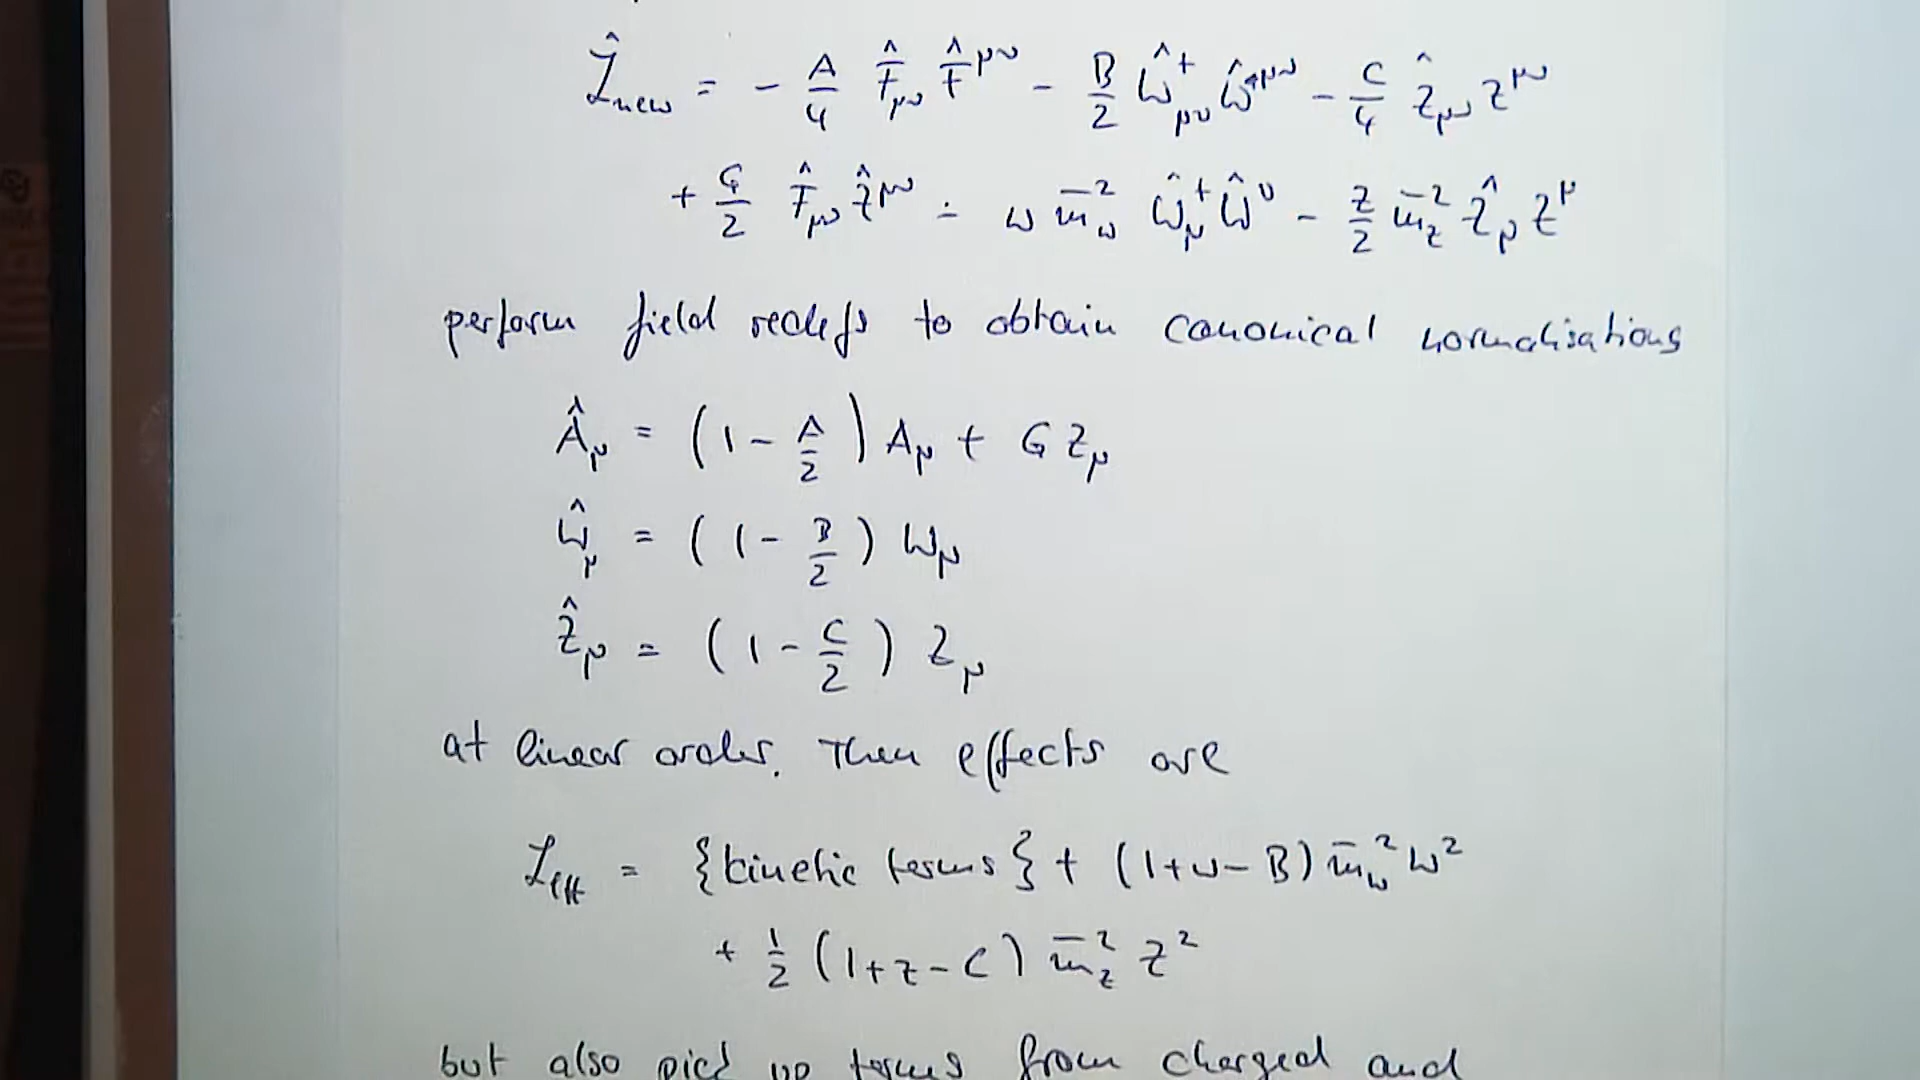 L̂_new = - A/4 F̂_μν F̂^μν - B/2 Ŵ^†_μν Ŵ^μν - C/4 Ẑ_μν Z^μν
+ G/2 F̂_μν Ẑ^μν - w m̄_w^2 Ŵ^†_μ Ŵ^μ - z/2 m̄_z^2 Ẑ_μ Z^μ
perform field redefs to obtain canonical normalisations
Â_μ = (1 - A/2) A_μ + G Z_μ
Ŵ_μ = (1 - B/2) W_μ
Ẑ_μ = (1 - C/2) Z_μ
at linear order. Then effects are
L_eff = {kinetic terms} + (1+w-B) m̄_w^2 W^2
+ 1/2 (1+z-C) m̄_z^2 Z^2
but also pick up terms from charged and